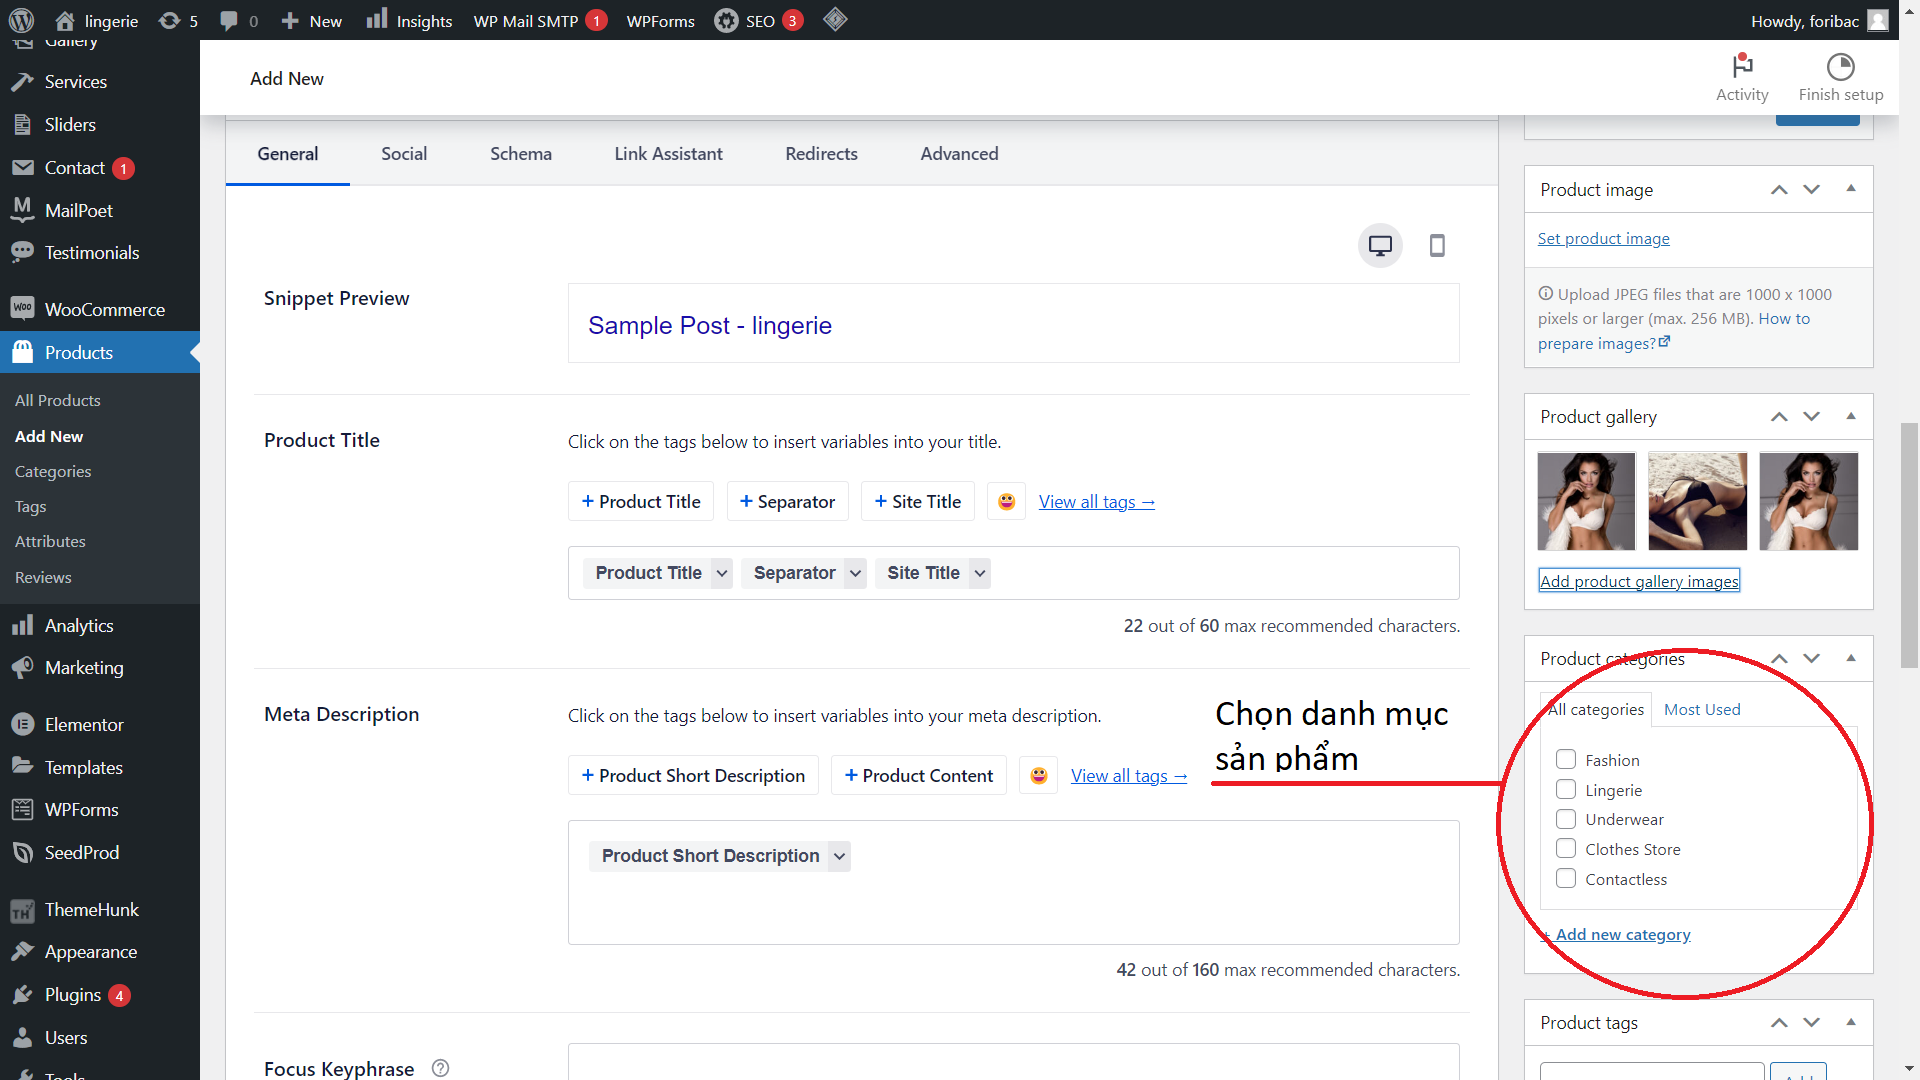 lingerie
5
0
New
Insights
WP Mail SMTP 1
WPForms
SEO 3
Howdy, foribac
Gallery
Services
Sliders
Contact 1
MailPoet
Testimonials
WooCommerce
Products
All Products
Add New
Categories
Tags
Attributes
Reviews
Analytics
Marketing
Elementor
Templates
WPForms
SeedProd
ThemeHunk
Appearance
Plugins 4
Users
Tools
Add New
Activity
Finish setup
General
Social
Schema
Link Assistant
Redirects
Advanced
Snippet Preview
Sample Post - lingerie
Product Title
Click on the tags below to insert variables into your title.
+ Product Title
+ Separator
+ Site Title
View all tags →
Product Title
Separator
Site Title
22 out of 60 max recommended characters.
Meta Description
Click on the tags below to insert variables into your meta description.
+ Product Short Description
+ Product Content
View all tags →
Product Short Description
42 out of 160 max recommended characters.
Focus Keyphrase
Chọn danh mục
sản phẩm
Product image
Set product image
Upload JPEG files that are 1000 x 1000
pixels or larger (max. 256 MB). How to
prepare images?
Product gallery
Add product gallery images
Product categories
All categories
Most Used
Fashion
Lingerie
Underwear
Clothes Store
Contactless
+ Add new category
Product tags
Add